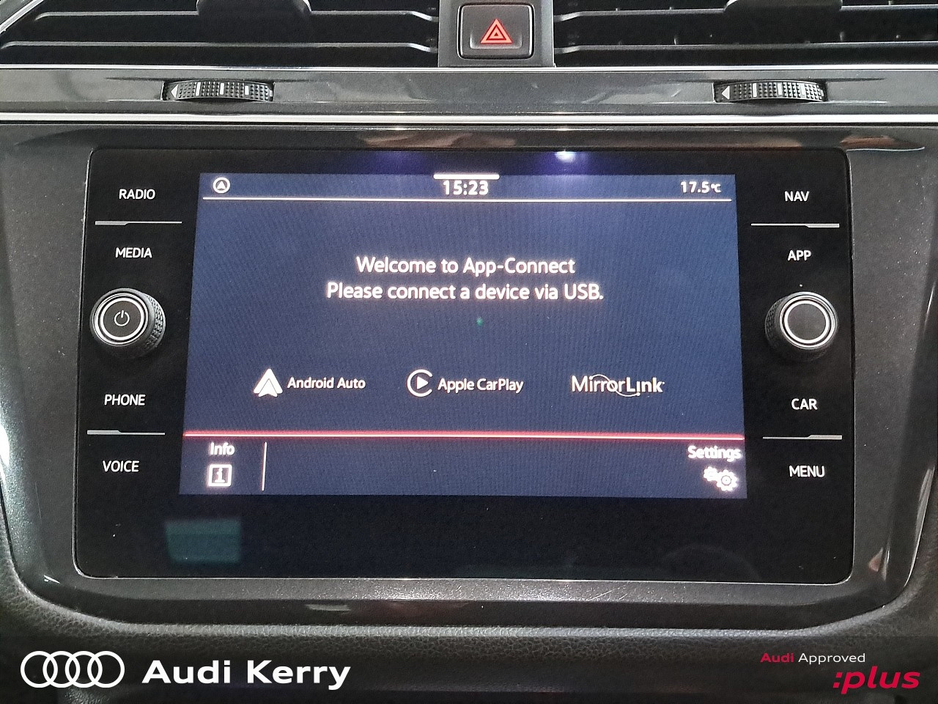 15:23
17.5°C
RADIO
NAV
MEDIA
APP
Welcome to App-Connect
Please connect a device via USB.
Android Auto
Apple CarPlay
MirrorLink
PHONE
CAR
Info
Settings
VOICE
MENU
Audi Kerry
Audi Approved
:plus